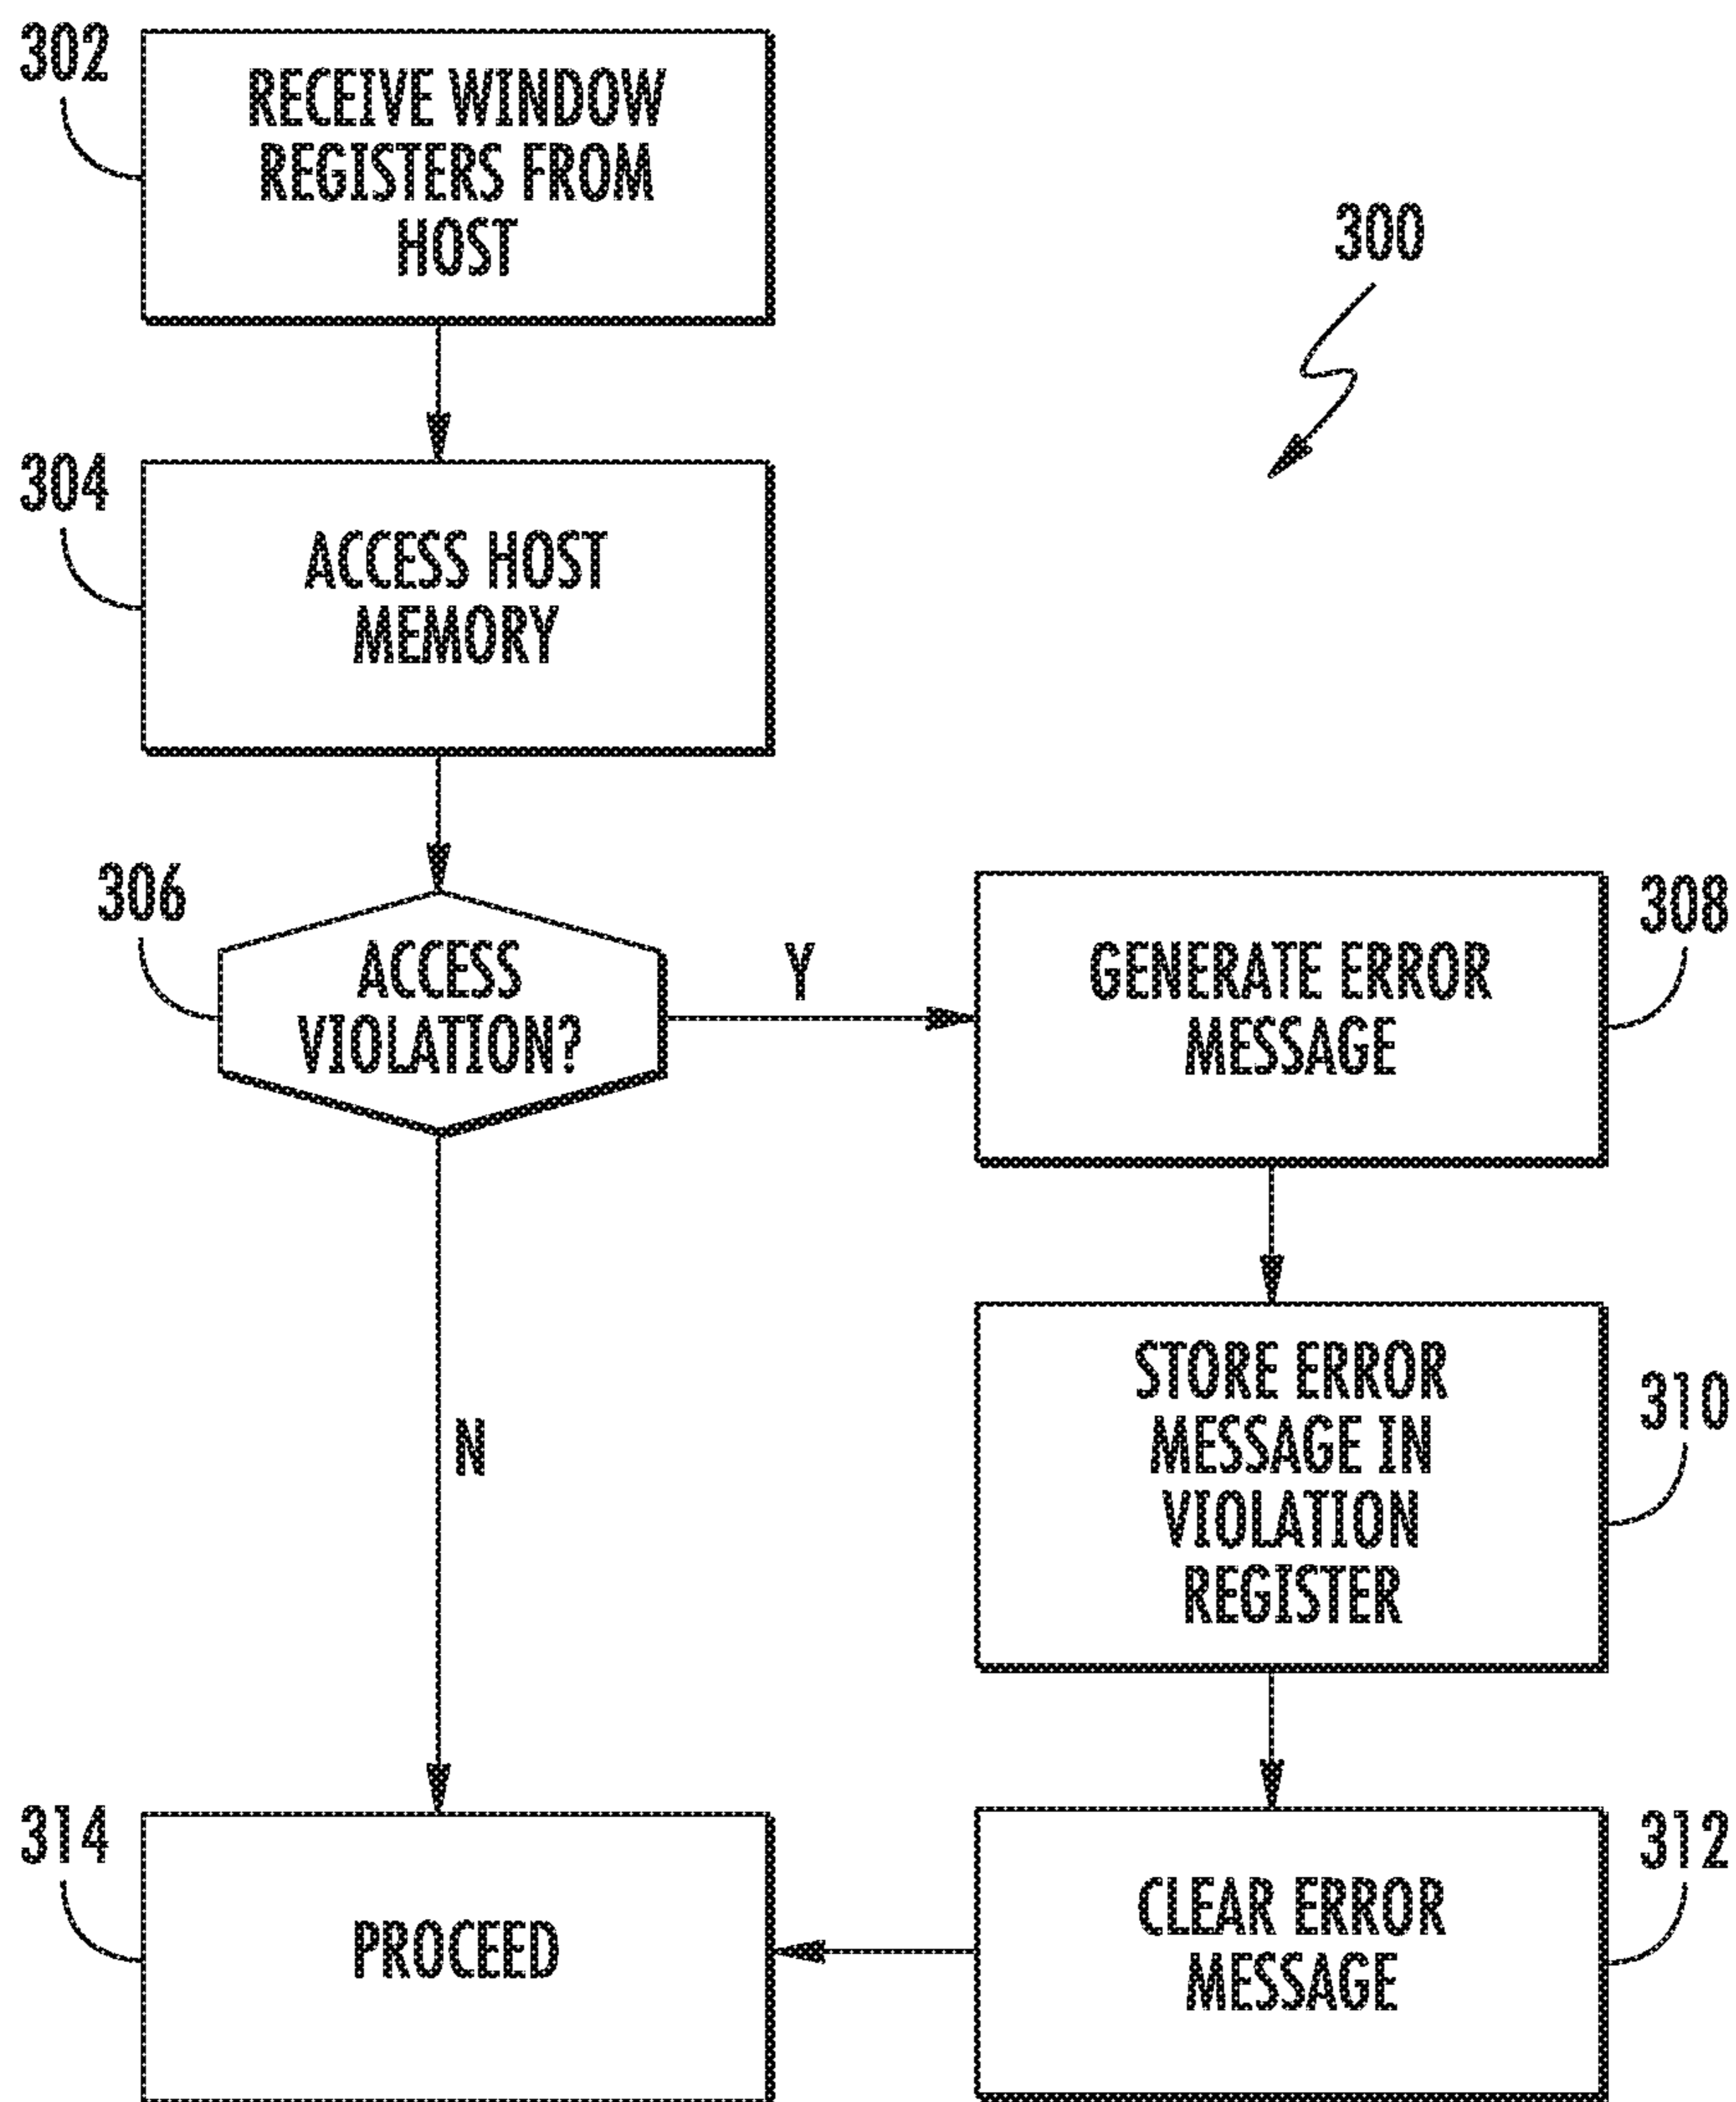 302
RECEIVE WINDOW
REGISTERS FROM
HOST
300
304
ACCESS HOST
MEMORY
306
ACCESS
VIOLATION?
Y
308
GENERATE ERROR
MESSAGE
310
STORE ERROR
MESSAGE IN
VIOLATION
REGISTER
N
314
PROCEED
312
CLEAR ERROR
MESSAGE